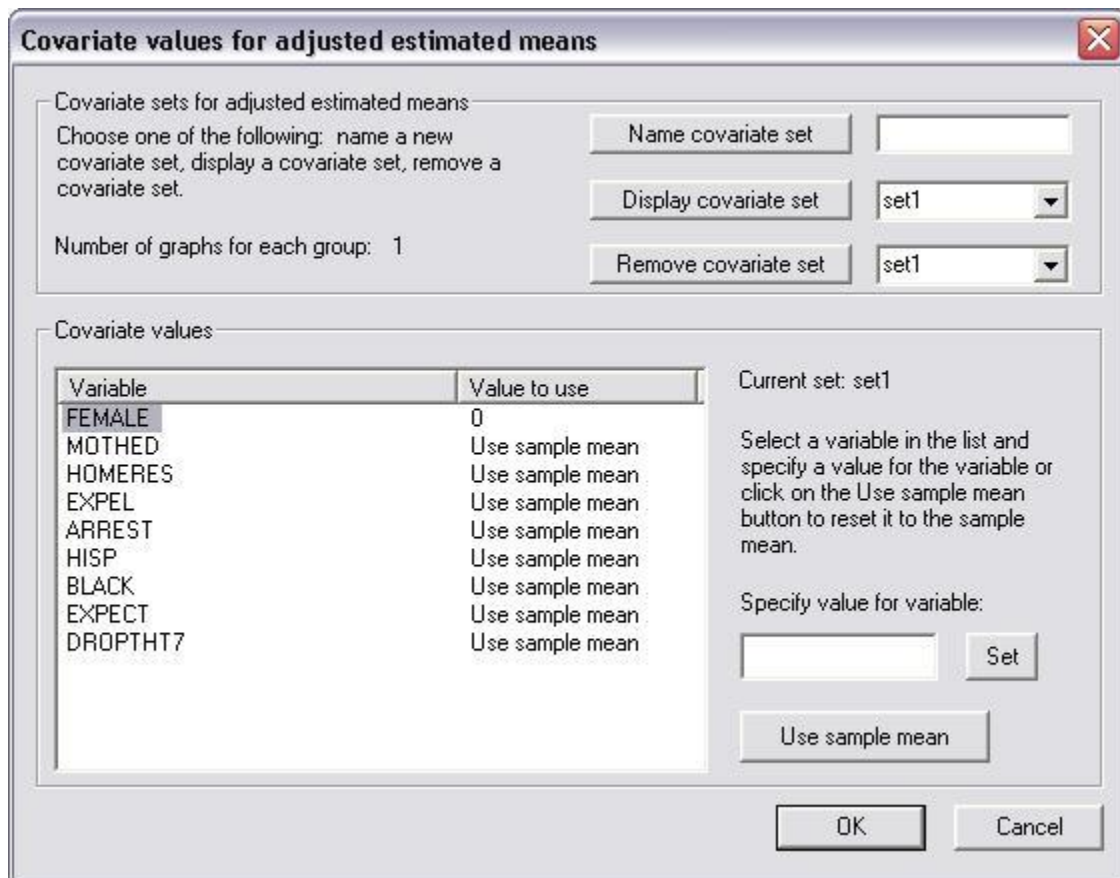 Covariate values for adjusted estimated means
Covariate sets for adjusted estimated means
Choose one of the following: name a new
covariate set, display a covariate set, remove a
covariate set.
Number of graphs for each group: 1
Name covariate set
Display covariate set
set1
Remove covariate set
set1
Covariate values
Variable Value to use
FEMALE 0
MOTHED Use sample mean
HOMERES Use sample mean
EXPEL Use sample mean
ARREST Use sample mean
HISP Use sample mean
BLACK Use sample mean
EXPECT Use sample mean
DROPTHT7 Use sample mean
Current set: set1
Select a variable in the list and
specify a value for the variable or
click on the Use sample mean
button to reset it to the sample
mean.
Specify value for variable:
Set
Use sample mean
OK Cancel